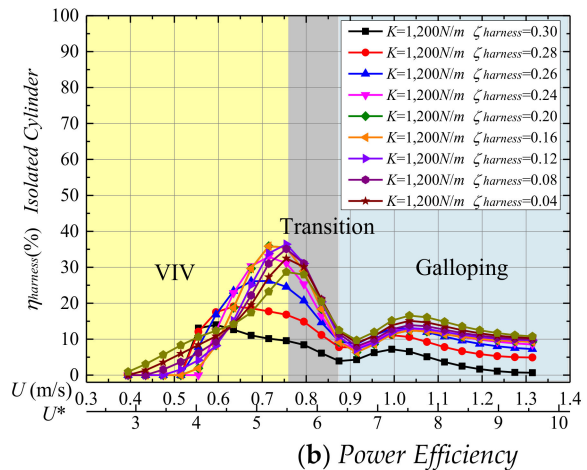 100
90
80
70
60
50
40
30
20
10
0
ηharness(%) Isolated Cylinder
K=1,200N/m ζharness=0.30
K=1,200N/m ζharness=0.28
K=1,200N/m ζharness=0.26
K=1,200N/m ζharness=0.24
K=1,200N/m ζharness=0.20
K=1,200N/m ζharness=0.16
K=1,200N/m ζharness=0.12
K=1,200N/m ζharness=0.08
K=1,200N/m ζharness=0.04
Transition
VIV
Galloping
U (m/s) 0.3 0.4 0.5 0.6 0.7 0.8 0.9 1.0 1.1 1.2 1.3 1.4
U* 3 4 5 6 7 8 9 10
(b) Power Efficiency